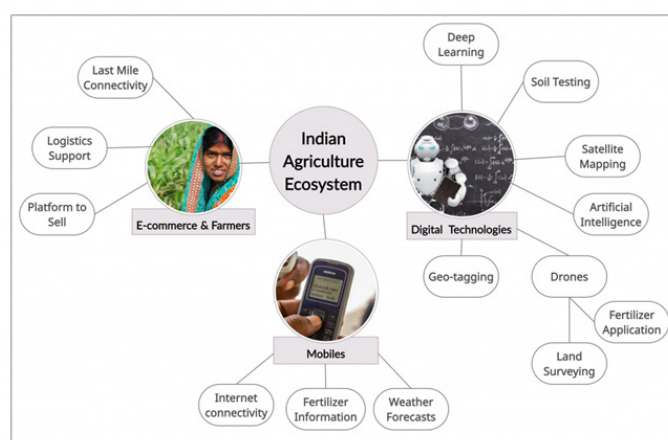 Deep
Learning
Last Mile
Connectivity
Soil Testing
Indian
Agriculture
Ecosystem
Logistics
Support
Satellite
Mapping
Platform to
Sell
Artificial
Intelligence
E-commerce & Farmers
Digital Technologies
Geo-tagging
Drones
Fertilizer
Application
Mobiles
Land
Surveying
Internet
connectivity
Fertilizer
Information
Weather
Forecasts